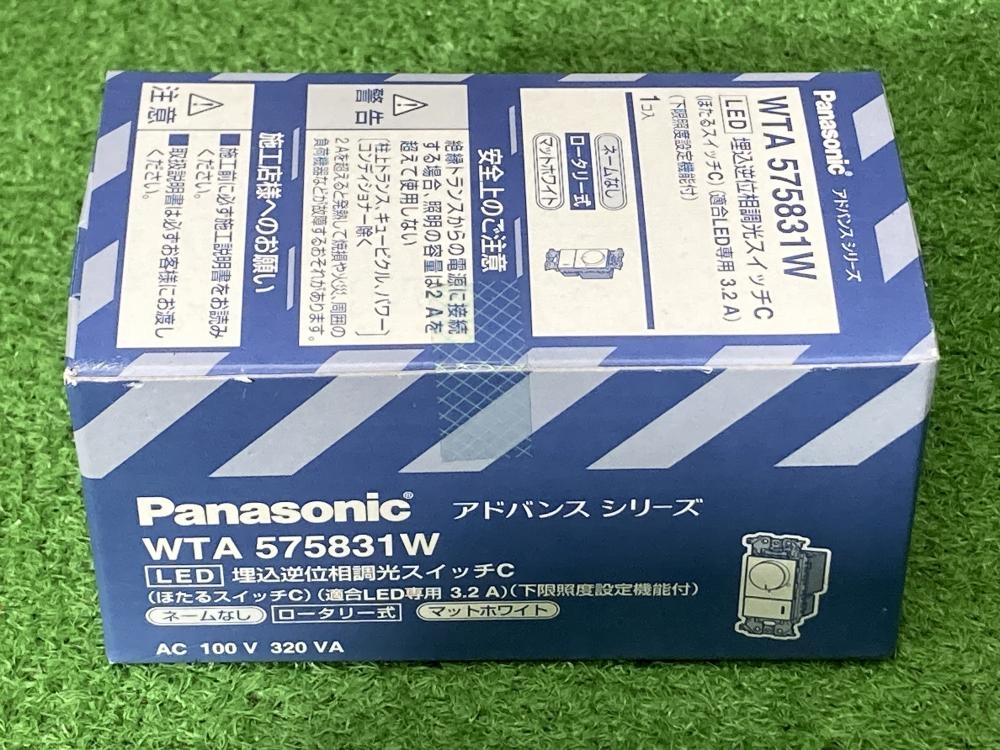 Panasonic® アドバンス シリーズ
WTA 575831W
LED 埋込逆位相調光スイッチC
(ほたるスイッチC)(適合LED専用 3.2 A)
(下限照度設定機能付)
1コ入
ネームなし
ロータリー式
マットホワイト
安全上のご注意
警告
絶縁トランスからの電源に接続
する場合 照明の容量は2 Aを
超えて使用しない
仕上トランス、キュービクル、パワー
コンディショナー除く
2Aを超えると発熱して焼損や火災、周囲の
負荷機器などが故障するおそれがあります。
施工店様へのお願い
注意
■施工前に必ず施工説明書をお読み
ください。
■取扱説明書は必ずお客様にお渡し
ください。
Panasonic® アドバンス シリーズ
WTA 575831W
LED 埋込逆位相調光スイッチC
(ほたるスイッチC)(適合LED専用 3.2 A)(下限照度設定機能付)
ネームなし ロータリー式 マットホワイト
AC 100 V 320 VA